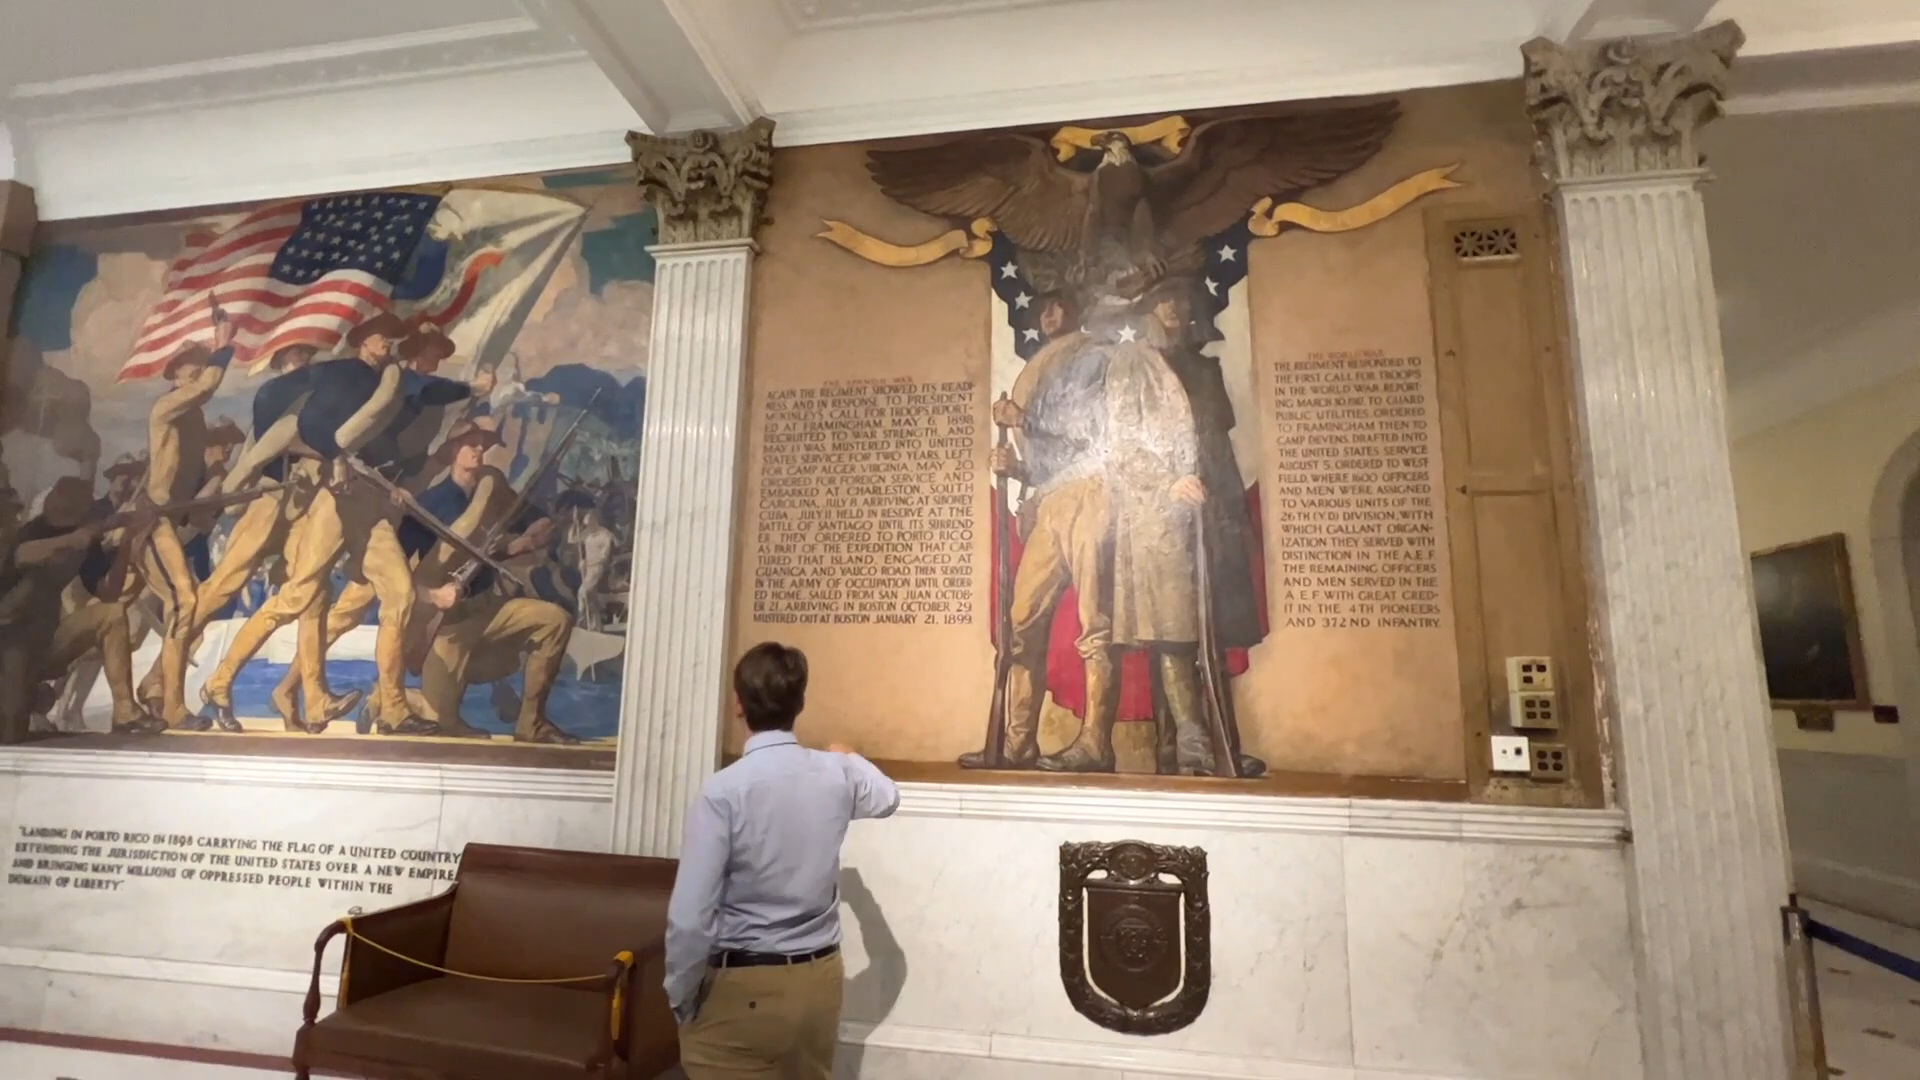 "LANDING IN PORTO RICO IN 1898 CARRYING THE FLAG OF A UNITED COUNTRY
EXTENDING THE JURISDICTION OF THE UNITED STATES OVER A NEW EMPIRE,
AND BRINGING MANY MILLIONS OF OPPRESSED PEOPLE WITHIN THE
DOMAIN OF LIBERTY"
THE SPANISH WAR
AGAIN THE REGIMENT SHOWED ITS READI-
NESS AND IN RESPONSE TO PRESIDENT
McKINLEY'S CALL FOR TROOPS REPORT-
ED AT FRAMINGHAM, MAY 6, 1898
RECRUITED TO WAR STRENGTH, AND
MAY 13 WAS MUSTERED INTO UNITED
STATES SERVICE FOR TWO YEARS, LEFT
FOR CAMP ALGER VIRGINIA, MAY 20
ORDERED FOR FOREIGN SERVICE AND
EMBARKED AT CHARLESTON, SOUTH
CAROLINA, JULY 8, ARRIVING AT SIBONEY
CUBA, JULY 11, HELD IN RESERVE AT THE
BATTLE OF SANTIAGO UNTIL ITS SURREND-
ER, THEN ORDERED TO PORTO RICO
AS PART OF THE EXPEDITION THAT CAP-
TURED THAT ISLAND, ENGAGED AT
GUANICA AND YAUCO ROAD THEN SERVED
IN THE ARMY OF OCCUPATION UNTIL ORDER-
ED HOME, SAILED FROM SAN JUAN OCTOB-
ER 21, ARRIVING IN BOSTON OCTOBER 29
MUSTERED OUT AT BOSTON JANUARY 21, 1899
THE WORLD WAR
THE REGIMENT RESPONDED TO
THE FIRST CALL FOR TROOPS
IN THE WORLD WAR REPORT-
ING MARCH 30, 1917, TO GUARD
PUBLIC UTILITIES, ORDERED
TO FRAMINGHAM THEN TO
CAMP DEVENS, DRAFTED INTO
THE UNITED STATES SERVICE
AUGUST 5, ORDERED TO WEST-
FIELD, WHERE 1600 OFFICERS
AND MEN WERE ASSIGNED
TO VARIOUS UNITS OF THE
26TH (Y.D.) DIVISION, WITH
WHICH GALLANT ORGAN-
IZATION THEY SERVED WITH
DISTINCTION IN THE A.E.F.
THE REMAINING OFFICERS
AND MEN SERVED IN THE
A.E.F. WITH GREAT CRED-
IT IN THE 4TH PIONEERS
AND 372ND INFANTRY.